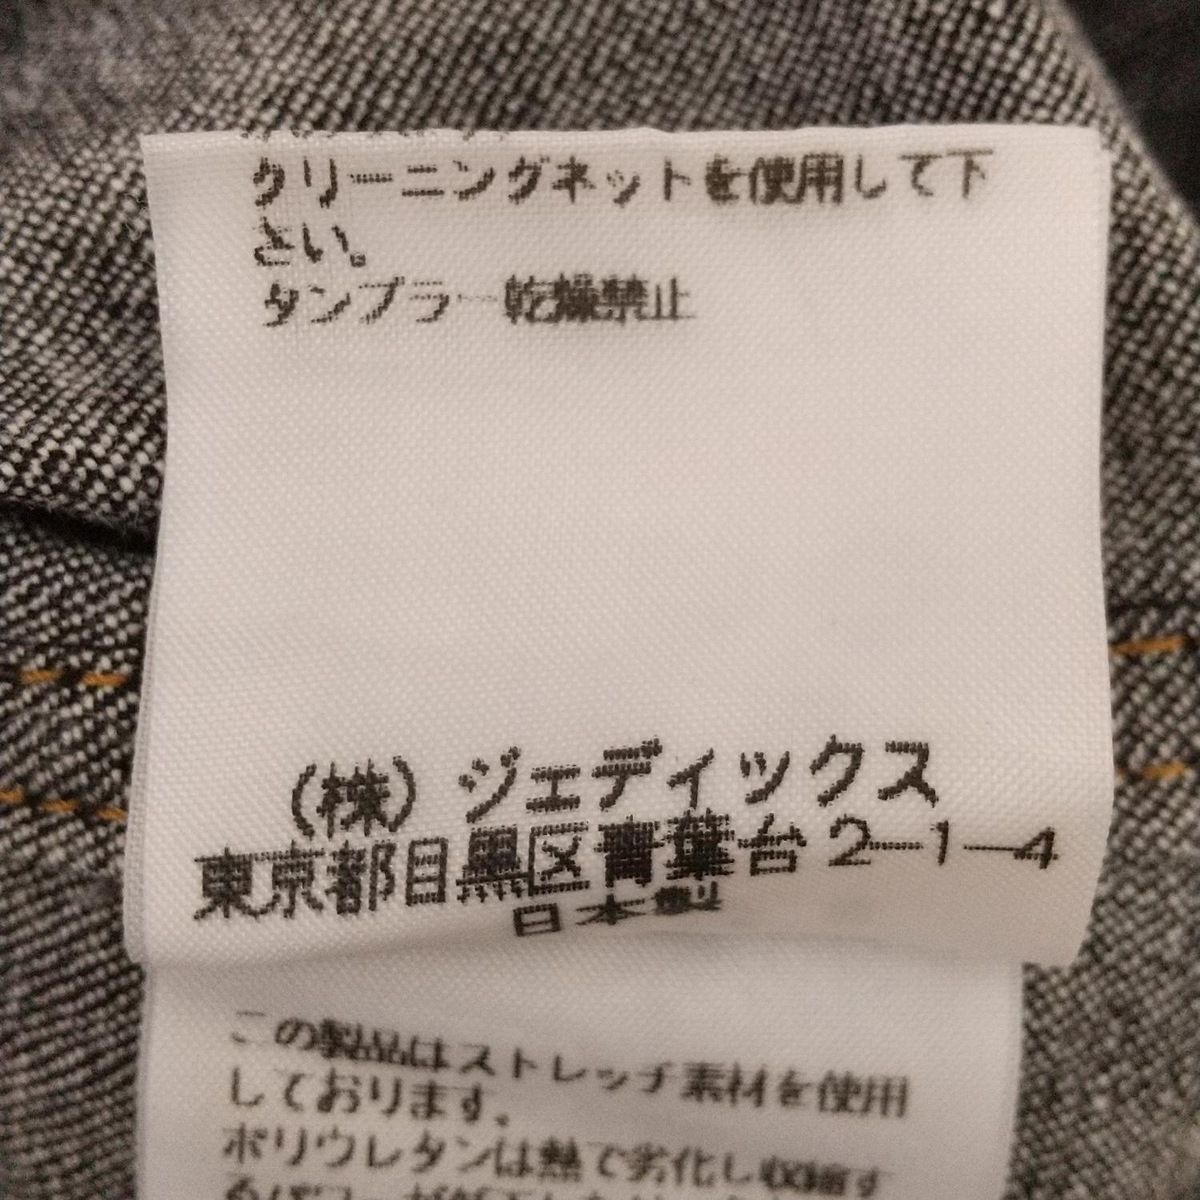 クリーニングネットを使用して下
さい。
タンブラー乾燥禁止
(株) ジェディックス
東京都目黒区青葉台2-1-4
日本製
この製品はストレッチ素材を使用
しております。
ポリウレタンは熱で劣化し収縮す